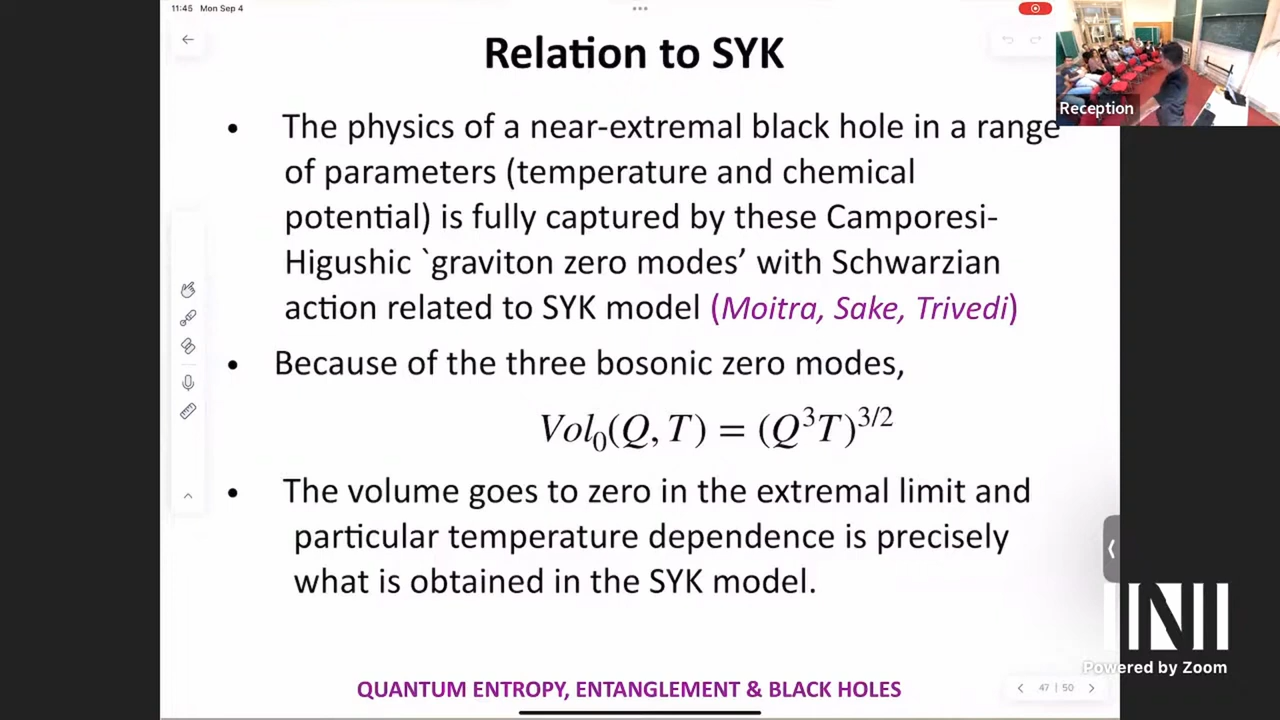 11:45 Mon Sep 4
Relation to SYK
Reception
• The physics of a near-extremal black hole in a range
of parameters (temperature and chemical
potential) is fully captured by these Camporesi-
Higushic `graviton zero modes’ with Schwarzian
action related to SYK model (Moitra, Sake, Trivedi)
• Because of the three bosonic zero modes,
Vol₀(Q, T) = (Q³T)^{3/2}
• The volume goes to zero in the extremal limit and
particular temperature dependence is precisely
what is obtained in the SYK model.
Powered by Zoom
QUANTUM ENTROPY, ENTANGLEMENT & BLACK HOLES
47 | 50